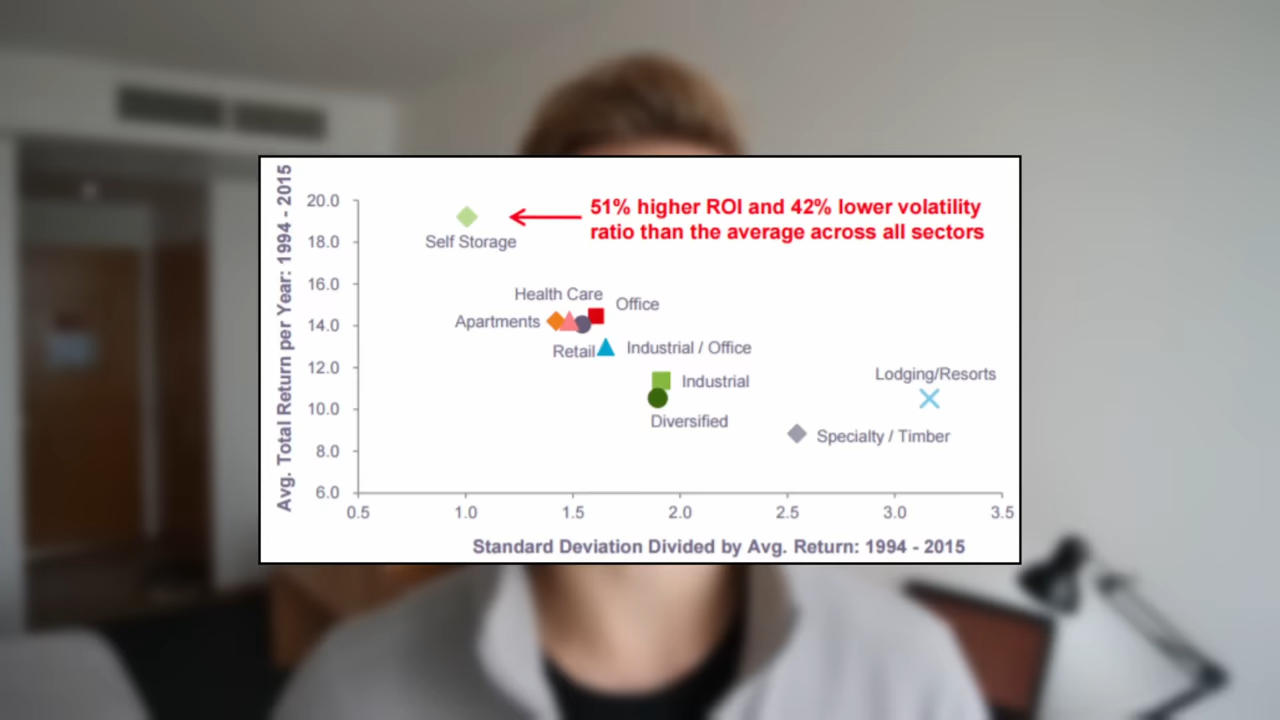 Avg. Total Return per Year: 1994 - 2015
20.0
18.0
16.0
14.0
12.0
10.0
8.0
6.0
51% higher ROI and 42% lower volatility
ratio than the average across all sectors
Self Storage
Health Care
Office
Apartments
Retail
Industrial / Office
Industrial
Lodging/Resorts
Diversified
Specialty / Timber
0.5 1.0 1.5 2.0 2.5 3.0 3.5
Standard Deviation Divided by Avg. Return: 1994 - 2015